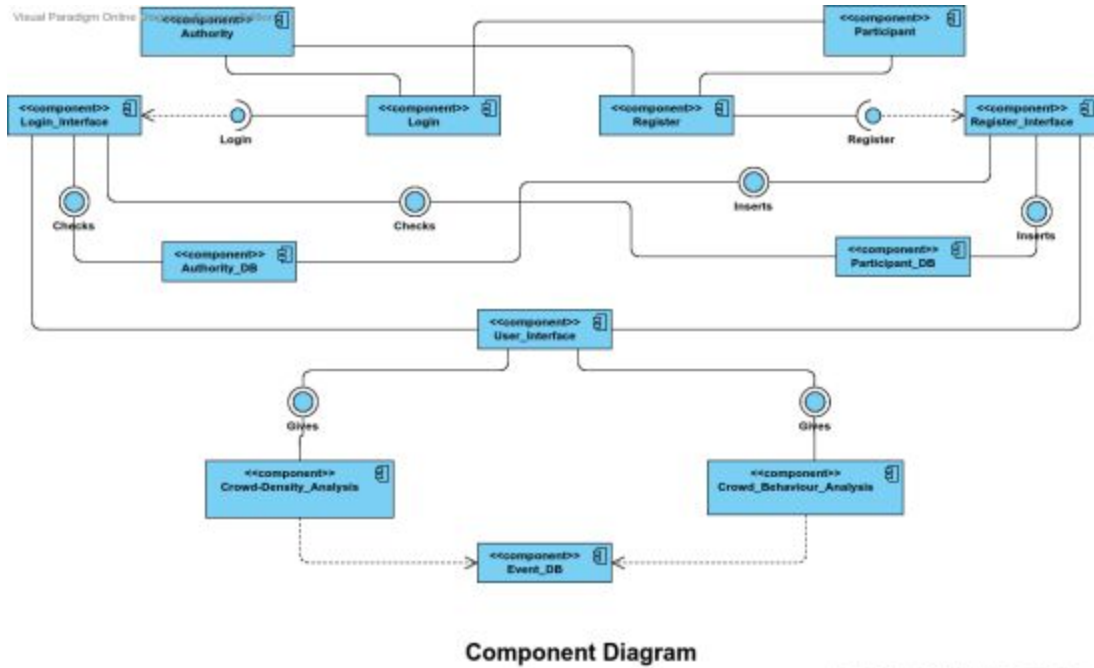 Visual Paradigm Online
<<component>>
Authority
<<component>>
Participant
<<component>>
Login_Interface
Login
<<component>>
Login
<<component>>
Register
Register
<<component>>
Register_Interface
Checks
Checks
Inserts
Inserts
<<component>>
Authority_DB
<<component>>
Participant_DB
<<component>>
User_Interface
Gives
Gives
<<component>>
Crowd-Density_Analysis
<<component>>
Crowd_Behaviour_Analysis
<<component>>
Event_DB
Component Diagram